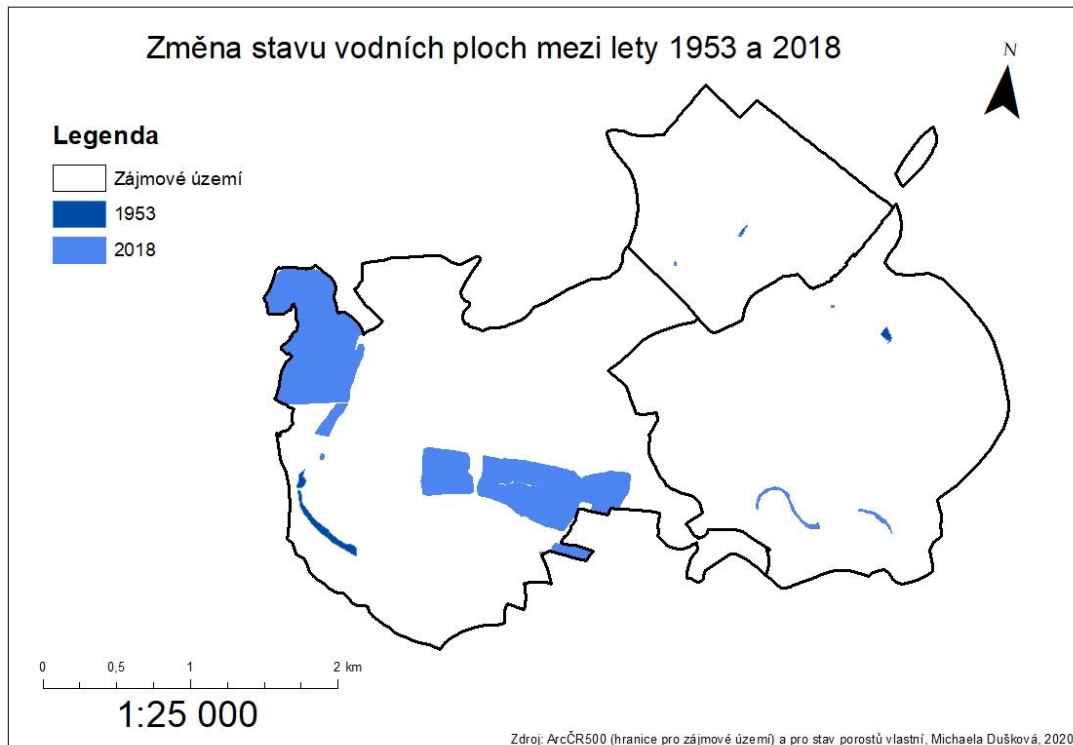 Změna stavu vodních ploch mezi lety 1953 a 2018
N
Legenda
Zájmové území
1953
2018
0 0,5 1 2 km
1:25 000
Zdroj: ArcČR500 (hranice pro zájmové území) a pro stav porostů vlastní, Michaela Dušková, 2020